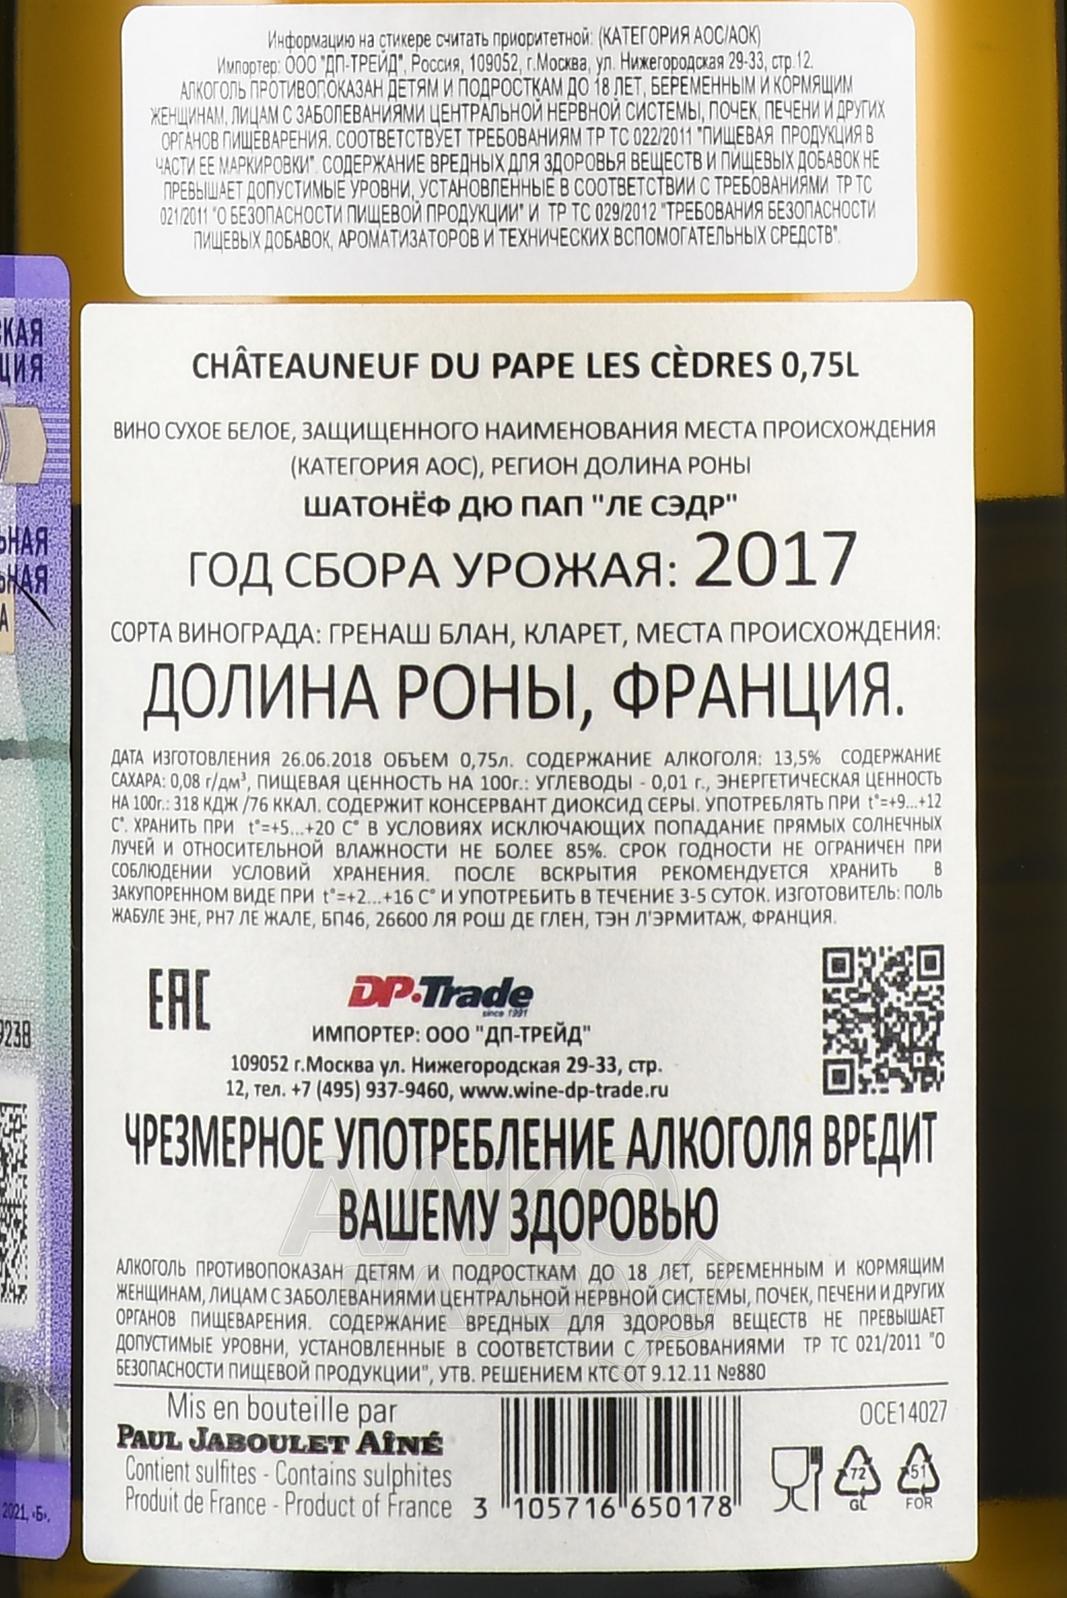 Информацию на стикере считать приоритетной: (КАТЕГОРИЯ АОС/АОК)
Импортер: ООО "ДП-ТРЕЙД", Россия, 109052, г.Москва, ул. Нижегородская 29-33, стр.12.
АЛКОГОЛЬ ПРОТИВОПОКАЗАН ДЕТЯМ И ПОДРОСТКАМ ДО 18 ЛЕТ, БЕРЕМЕННЫМ И КОРМЯЩИМ
ЖЕНЩИНАМ, ЛИЦАМ С ЗАБОЛЕВАНИЯМИ ЦЕНТРАЛЬНОЙ НЕРВНОЙ СИСТЕМЫ, ПОЧЕК, ПЕЧЕНИ И ДРУГИХ
ОРГАНОВ ПИЩЕВАРЕНИЯ. СООТВЕТСТВУЕТ ТРЕБОВАНИЯМ ТР ТС 022/2011 "ПИЩЕВАЯ ПРОДУКЦИЯ В
ЧАСТИ ЕЕ МАРКИРОВКИ". СОДЕРЖАНИЕ ВРЕДНЫХ ДЛЯ ЗДОРОВЬЯ ВЕЩЕСТВ И ПИЩЕВЫХ ДОБАВОК НЕ
ПРЕВЫШАЕТ ДОПУСТИМЫЕ УРОВНИ, УСТАНОВЛЕННЫЕ В СООТВЕТСТВИИ С ТРЕБОВАНИЯМИ ТР ТС
021/2011 "О БЕЗОПАСНОСТИ ПИЩЕВОЙ ПРОДУКЦИИ" И ТР ТС 029/2012 "ТРЕБОВАНИЯ БЕЗОПАСНОСТИ
ПИЩЕВЫХ ДОБАВОК, АРОМАТИЗАТОРОВ И ТЕХНИЧЕСКИХ ВСПОМОГАТЕЛЬНЫХ СРЕДСТВ".
CHÂTEAUNEUF DU PAPE LES CÈDRES 0,75L
ВИНО СУХОЕ БЕЛОЕ, ЗАЩИЩЕННОГО НАИМЕНОВАНИЯ МЕСТА ПРОИСХОЖДЕНИЯ
(КАТЕГОРИЯ АОС), РЕГИОН ДОЛИНА РОНЫ
ШАТОНЁФ ДЮ ПАП "ЛЕ СЭДР"
ГОД СБОРА УРОЖАЯ: 2017
СОРТА ВИНОГРАДА: ГРЕНАШ БЛАН, КЛАРЕТ, МЕСТА ПРОИСХОЖДЕНИЯ:
ДОЛИНА РОНЫ, ФРАНЦИЯ.
ДАТА ИЗГОТОВЛЕНИЯ 26.06.2018 ОБЪЕМ 0,75л. СОДЕРЖАНИЕ АЛКОГОЛЯ: 13,5% СОДЕРЖАНИЕ
САХАРА: 0,08 г/дм³, ПИЩЕВАЯ ЦЕННОСТЬ НА 100г.: УГЛЕВОДЫ - 0,01 г., ЭНЕРГЕТИЧЕСКАЯ ЦЕННОСТЬ
НА 100г.: 318 КДЖ /76 ККАЛ. СОДЕРЖИТ КОНСЕРВАНТ ДИОКСИД СЕРЫ. УПОТРЕБЛЯТЬ ПРИ t°=+9...+12
С°. ХРАНИТЬ ПРИ t°=+5...+20 С° В УСЛОВИЯХ ИСКЛЮЧАЮЩИХ ПОПАДАНИЕ ПРЯМЫХ СОЛНЕЧНЫХ
ЛУЧЕЙ И ОТНОСИТЕЛЬНОЙ ВЛАЖНОСТИ НЕ БОЛЕЕ 85%. СРОК ГОДНОСТИ НЕ ОГРАНИЧЕН ПРИ
СОБЛЮДЕНИИ УСЛОВИЙ ХРАНЕНИЯ. ПОСЛЕ ВСКРЫТИЯ РЕКОМЕНДУЕТСЯ ХРАНИТЬ В
ЗАКУПОРЕННОМ ВИДЕ ПРИ t°=+2...+16 С° И УПОТРЕБИТЬ В ТЕЧЕНИЕ 3-5 СУТОК. ИЗГОТОВИТЕЛЬ: ПОЛЬ
ЖАБУЛЕ ЭНЕ, РН7 ЛЕ ЖАЛЕ, БП46, 26600 ЛЯ РОШ ДЕ ГЛЕН, ТЭН Л'ЭРМИТАЖ, ФРАНЦИЯ.
ЕАС
DP·Trade
since 1991
ИМПОРТЕР: ООО "ДП-ТРЕЙД"
109052 г.Москва ул. Нижегородская 29-33, стр.
12, тел. +7 (495) 937-9460, www.wine-dp-trade.ru
ЧРЕЗМЕРНОЕ УПОТРЕБЛЕНИЕ АЛКОГОЛЯ ВРЕДИТ
ВАШЕМУ ЗДОРОВЬЮ
АЛКОГОЛЬ ПРОТИВОПОКАЗАН ДЕТЯМ И ПОДРОСТКАМ ДО 18 ЛЕТ, БЕРЕМЕННЫМ И КОРМЯЩИМ
ЖЕНЩИНАМ, ЛИЦАМ С ЗАБОЛЕВАНИЯМИ ЦЕНТРАЛЬНОЙ НЕРВНОЙ СИСТЕМЫ, ПОЧЕК, ПЕЧЕНИ И ДРУГИХ
ОРГАНОВ ПИЩЕВАРЕНИЯ. СОДЕРЖАНИЕ ВРЕДНЫХ ДЛЯ ЗДОРОВЬЯ ВЕЩЕСТВ НЕ ПРЕВЫШАЕТ
ДОПУСТИМЫЕ УРОВНИ, УСТАНОВЛЕННЫЕ В СООТВЕТСТВИИ С ТРЕБОВАНИЯМИ ТР ТС 021/2011 "О
БЕЗОПАСНОСТИ ПИЩЕВОЙ ПРОДУКЦИИ", УТВ. РЕШЕНИЕМ КТС ОТ 9.12.11 №880
Mis en bouteille par
PAUL JABOULET AÎNÉ
Contient sulfites - Contains sulphites
Produit de France - Product of France
3 105716 650178
OCE14027
72
GL
51
FOR
СКАЯ
ЦИЯ
ЬНАЯ
ЬНАЯ
А
923В
2021, «Б».